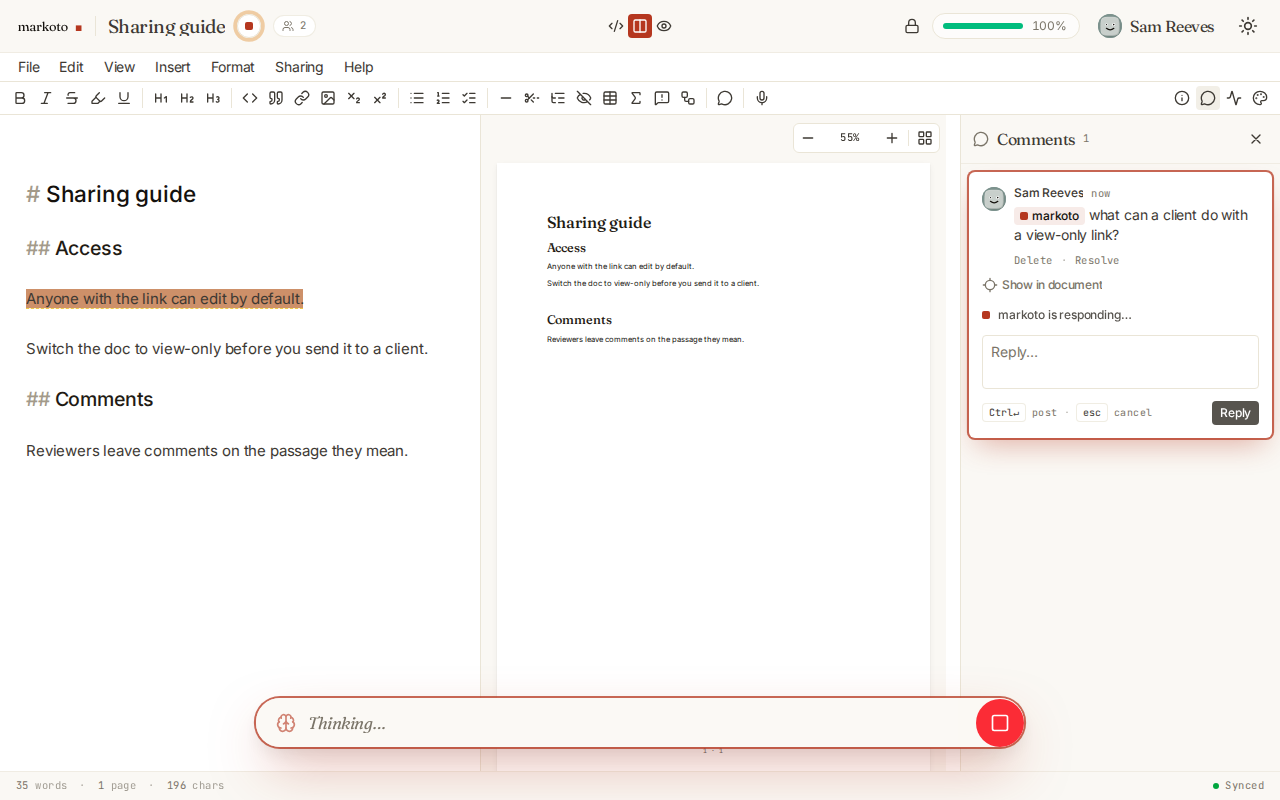 markoto
Sharing guide
2
100%
Sam Reeves
File Edit View Insert Format Sharing Help
H1 H2 H3
# Sharing guide
## Access
Anyone with the link can edit by default.
Switch the doc to view-only before you send it to a client.
## Comments
Reviewers leave comments on the passage they mean.
55%
Sharing guide
Access
Anyone with the link can edit by default.
Switch the doc to view-only before you send it to a client.
Comments
Reviewers leave comments on the passage they mean.
Comments 1
Sam Reeves now
markoto what can a client do with
a view-only link?
Delete · Resolve
Show in document
markoto is responding...
Reply...
Ctrl↵ post · esc cancel
Reply
Thinking...
35 words · 1 page · 196 chars
Synced